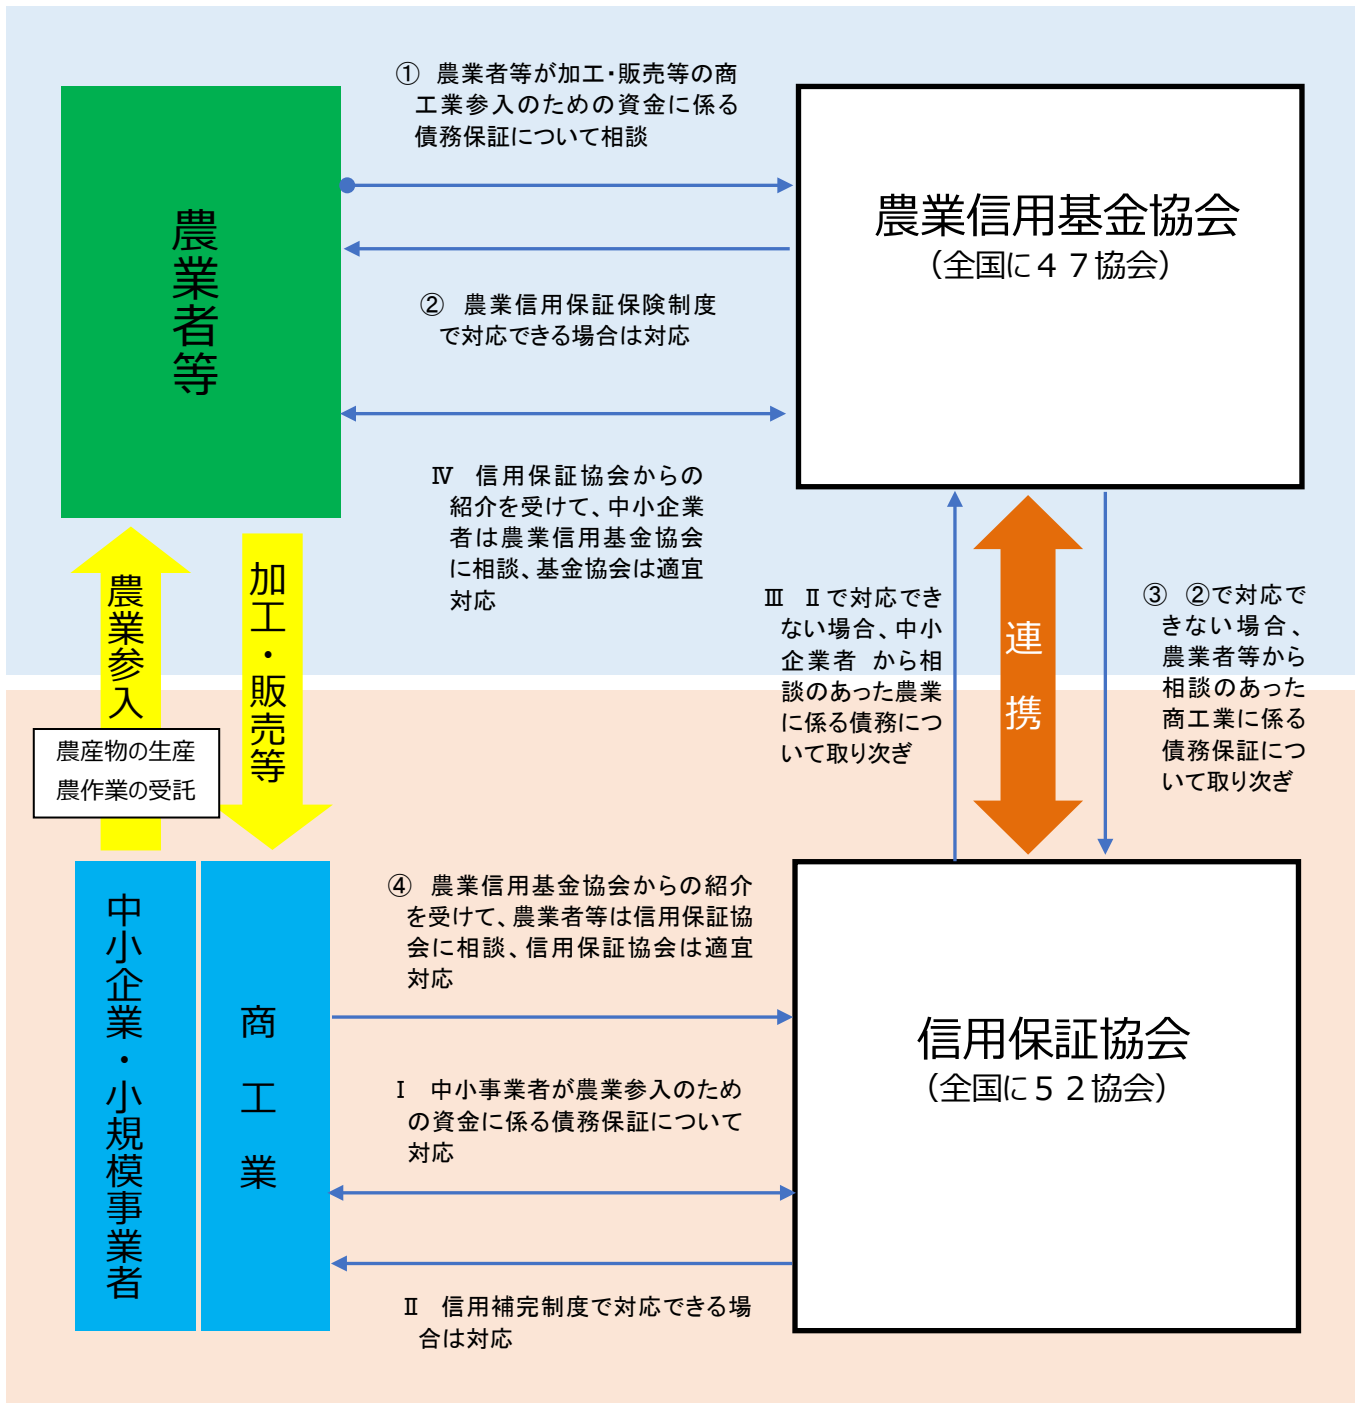 ① 農業者等が加工・販売等の商
工業参入のための資金に係る
債務保証について相談
農業者等
農業信用基金協会
（全国に４７協会）
② 農業信用保証保険制度
で対応できる場合は対応
Ⅳ 信用保証協会からの
紹介を受けて、中小企業
者は農業信用基金協会
に相談、基金協会は適宜
対応
農業参入
加工・販売等
農産物の生産
農作業の受託
Ⅲ Ⅱで対応でき
ない場合、中小
企業者 から相
談のあった農業
に係る債務につ
いて取り次ぎ
連携
③ ②で対応で
きない場合、
農業者等から
相談のあった
商工業に係る
債務保証につ
いて取り次ぎ
中小企業・小規模事業者
商工業
④ 農業信用基金協会からの紹介
を受けて、農業者等は信用保証協
会に相談、信用保証協会は適宜
対応
信用保証協会
（全国に５２協会）
Ⅰ 中小事業者が農業参入のため
の資金に係る債務保証について
対応
Ⅱ 信用補完制度で対応できる場
合は対応